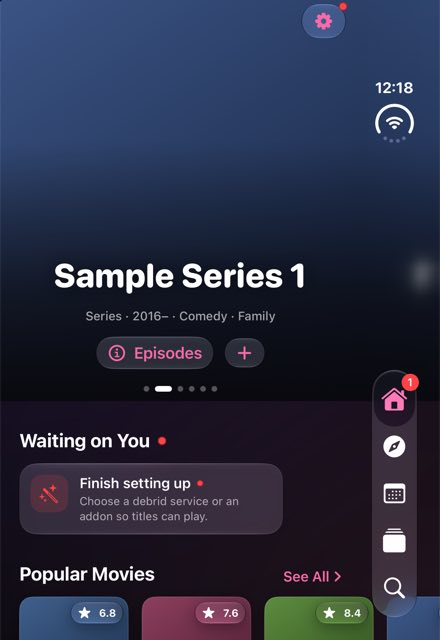 12:18
Sample Series 1
Series · 2016– · Comedy · Family
Episodes
1
Waiting on You
Finish setting up
Choose a debrid service or an
addon so titles can play.
Popular Movies
See All
6.8
7.6
8.4